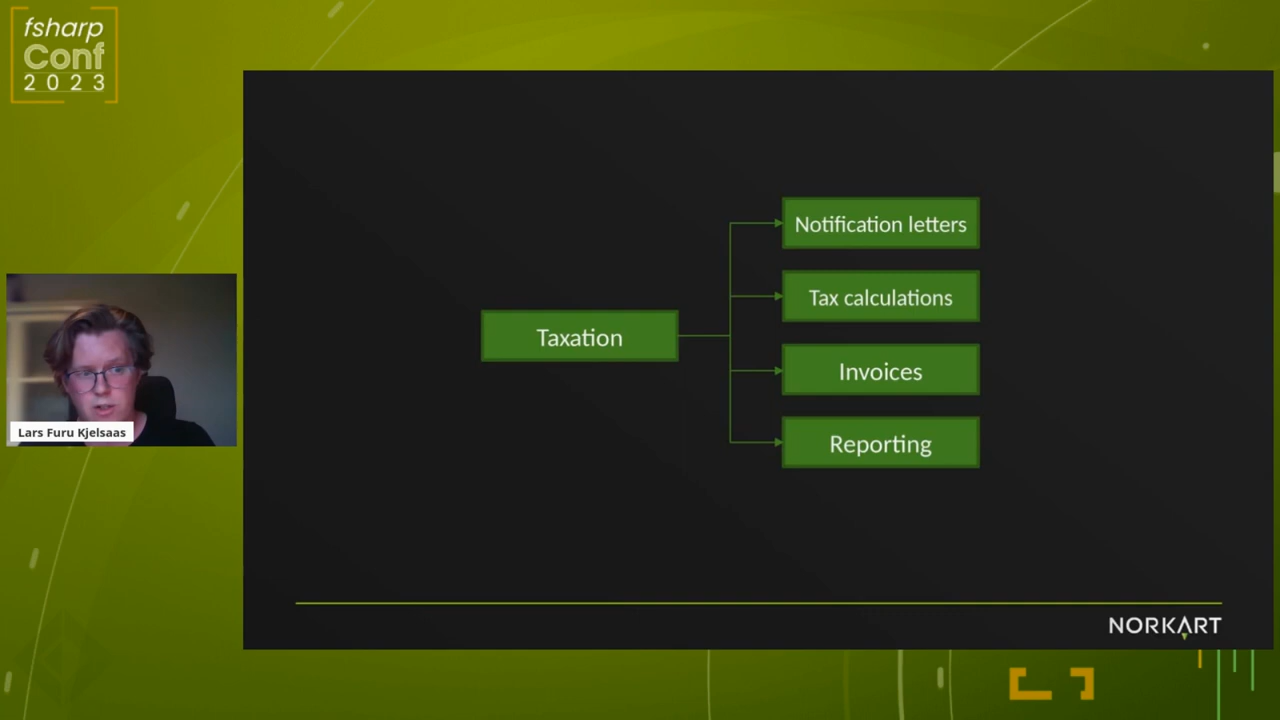 fsharp
Conf
2023
Notification letters
Tax calculations
Taxation
Invoices
Reporting
Lars Furu Kjelsaas
NORKART